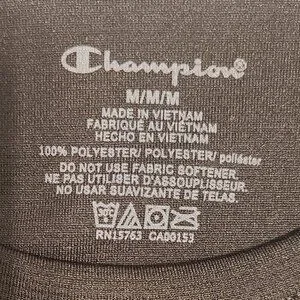 Champion®
M/M/M
MADE IN VIETNAM
FABRIQUE AU VIETNAM
HECHO EN VIETNAM
100% POLYESTER/ POLYESTER/ poliéster
DO NOT USE FABRIC SOFTENER.
NE PAS UTILISER D'ASSOUPLISSEUR.
NO USAR SUAVIZANTE DE TELAS.
RN15763 CA00153